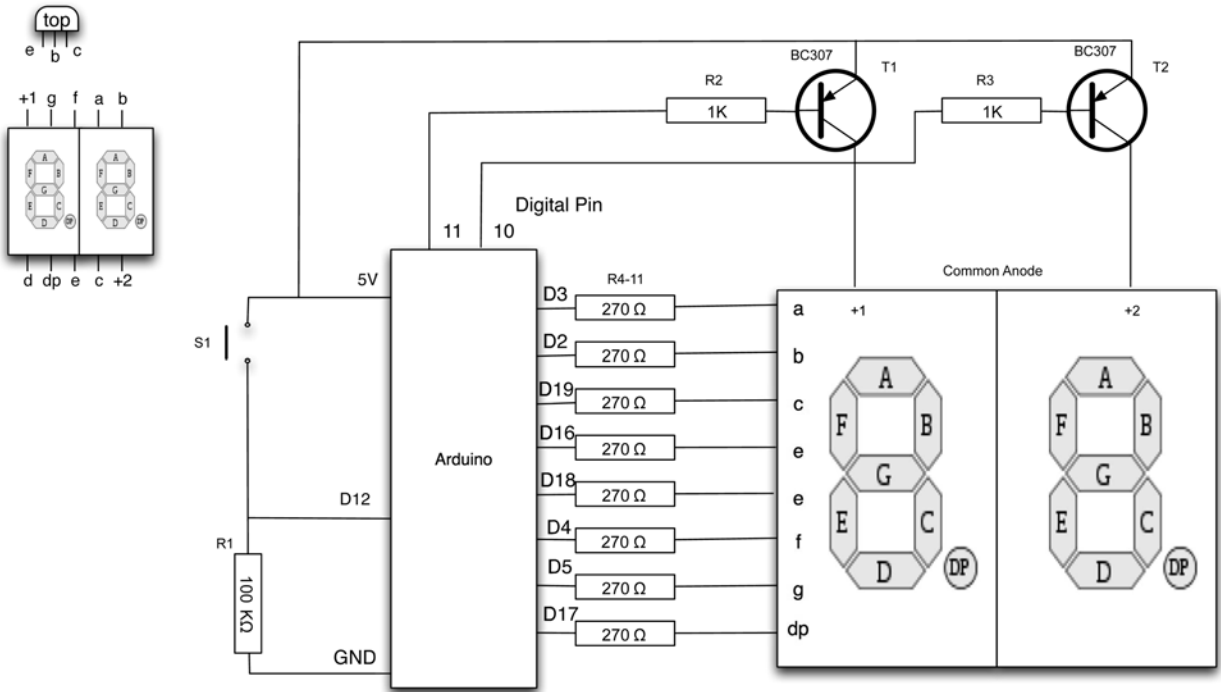 top
e b c
+1 g f a b
A
F B
G
E C
D DP
A
F B
G
E C
D DP
d dp e c +2
BC307
T1
R2
1K
BC307
T2
R3
1K
Digital Pin
11 10
5V
S1
D12
R1
100 KΩ
GND
Arduino
R4-11
D3 270 Ω a
D2 270 Ω b
D19 270 Ω c
D16 270 Ω e
D18 270 Ω e
D4 270 Ω f
D5 270 Ω g
D17 270 Ω dp
Common Anode
+1 +2
A
F B
G
E C
D DP
A
F B
G
E C
D DP